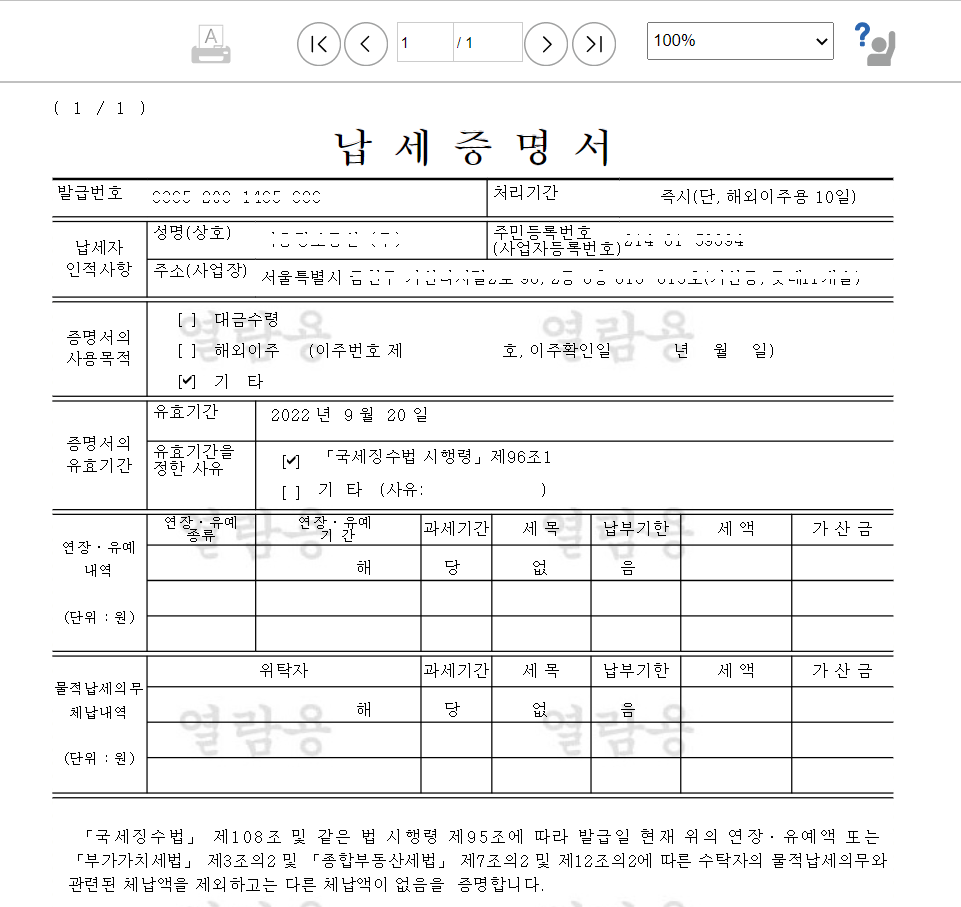 A
1 / 1
100%
?
( 1 / 1 )
납 세 증 명 서
발급번호
처리기간 즉시(단, 해외이주용 10일)
납세자 인적사항
성명(상호)
주민등록번호
(사업자등록번호)
주소(사업장) 서울특별시
증명서의 사용목적
[ ] 대금수령
[ ] 해외이주 (이주번호 제 호, 이주확인일 년 월 일)
[✔] 기 타
열람용 열람용
증명서의 유효기간
유효기간 2022 년 9 월 20 일
유효기간을 정한 사유
[✔] 「국세징수법 시행령」제96조1
[ ] 기 타 (사유: )
연장·유예 내역
(단위 : 원)
연장·유예 종류 연장·유예 기 간 과세기간 세 목 납부기한 세 액 가 산 금
열람용 열람용
해 당 없 음
물적납세의무 체납내역
(단위 : 원)
위탁자 과세기간 세 목 납부기한 세 액 가 산 금
해 당 없 음
열람용 열람용
「국세징수법」 제108조 및 같은 법 시행령 제95조에 따라 발급일 현재 위의 연장·유예액 또는
「부가가치세법」 제3조의2 및 「종합부동산세법」 제7조의2 및 제12조의2에 따른 수탁자의 물적납세의무와
관련된 체납액을 제외하고는 다른 체납액이 없음을 증명합니다.